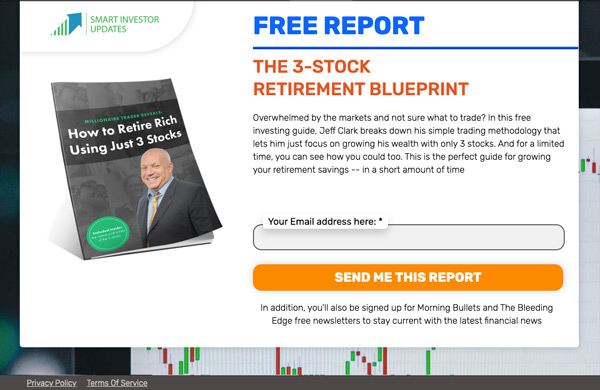 SMART INVESTOR
UPDATES
FREE REPORT
THE 3-STOCK
RETIREMENT BLUEPRINT
MILLIONAIRE TRADER REVEALS:
How to Retire Rich
Using Just 3 Stocks
Overwhelmed by the markets and not sure what to trade? In this free
investing guide, Jeff Clark breaks down his simple trading methodology that
lets him just focus on growing his wealth with only 3 stocks. And for a limited
time, you can see how you could too. This is the perfect guide for growing
your retirement savings -- in a short amount of time
Your Email address here: *
SEND ME THIS REPORT
In addition, you'll also be signed up for Morning Bullets and The Bleeding
Edge free newsletters to stay current with the latest financial news
Privacy Policy Terms Of Service